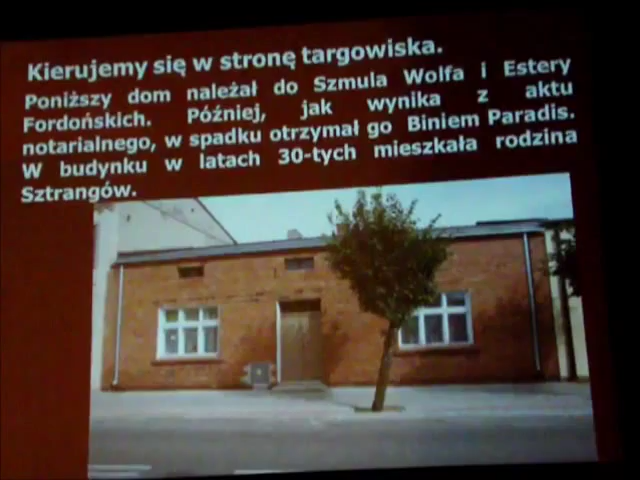 Kierujemy się w stronę targowiska.
Poniższy dom należał do Szmula Wolfa i Estery
Fordońskich. Później, jak wynika z aktu
notarialnego, w spadku otrzymał go Biniem Paradis.
W budynku w latach 30-tych mieszkała rodzina
Sztrangów.